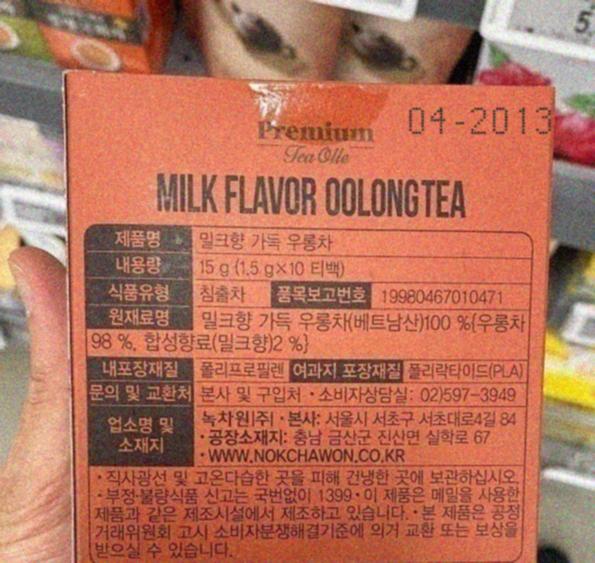 5
04-2013
Premium
Tea Olle
MILK FLAVOR OOLONGTEA
제품명 밀크향 가득 우롱차
내용량 15 g (1.5 g×10 티백)
식품유형 침출차 품목보고번호 19980467010471
원재료명 밀크향 가득 우롱차(베트남산)100 %{우롱차
98 %, 합성향료(밀크향)2 %}
내포장재질 폴리프로필렌 여과지 포장재질 폴리락타이드(PLA)
문의 및 교환처 본사 및 구입처 · 소비자상담실: 02)597-3949
업소명 및 소재지 녹차원㈜ · 본사: 서울시 서초구 서초대로4길 84
· 공장소재지: 충남 금산군 진산면 실학로 67
· WWW.NOKCHAWON.CO.KR
· 직사광선 및 고온다습한 곳을 피해 건냉한 곳에 보관하십시오.
· 부정·불량식품 신고는 국번없이 1399 · 이 제품은 메밀을 사용한
제품과 같은 제조시설에서 제조하고 있습니다. · 본 제품은 공정
거래위원회 고시 소비자분쟁해결기준에 의거 교환 또는 보상을
받으실 수 있습니다.